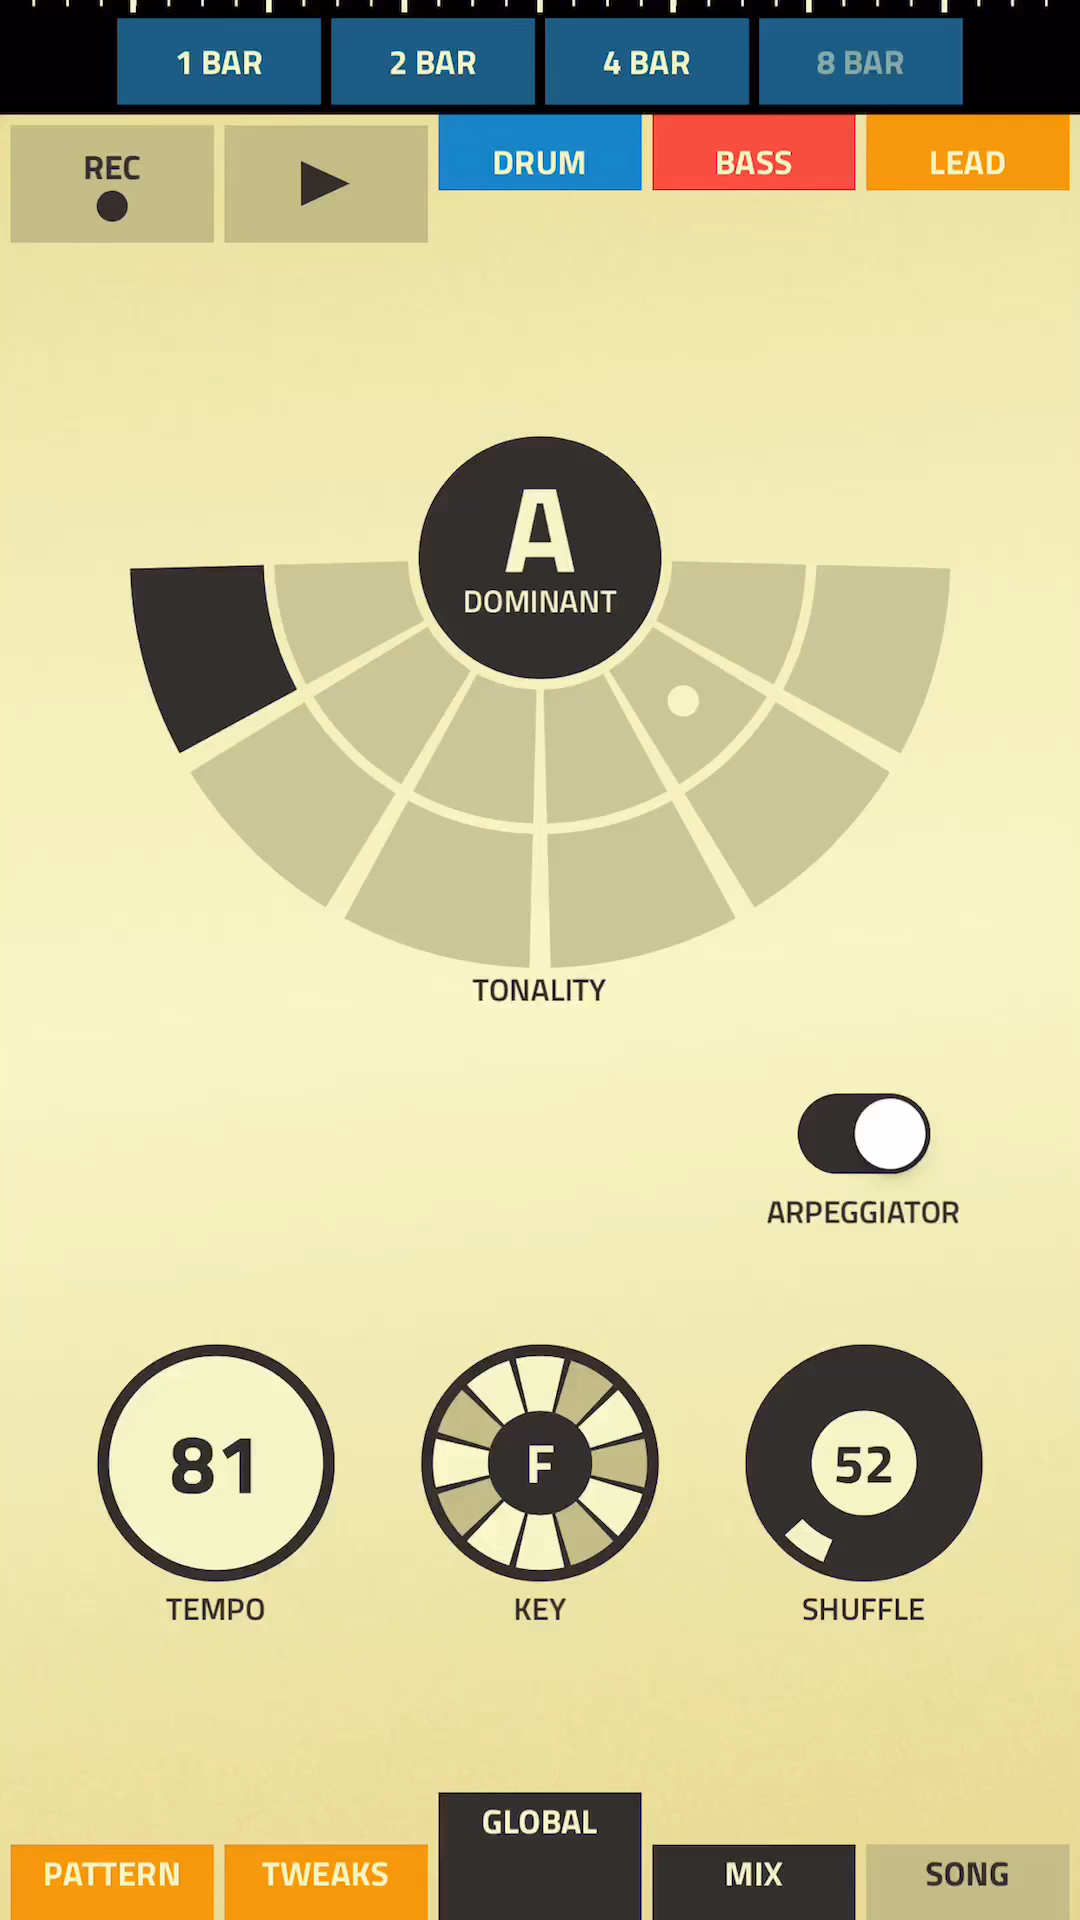 1 BAR 2 BAR 4 BAR 8 BAR
REC DRUM BASS LEAD
A
DOMINANT
TONALITY
ARPEGGIATOR
81 F 52
TEMPO KEY SHUFFLE
GLOBAL
PATTERN TWEAKS MIX SONG